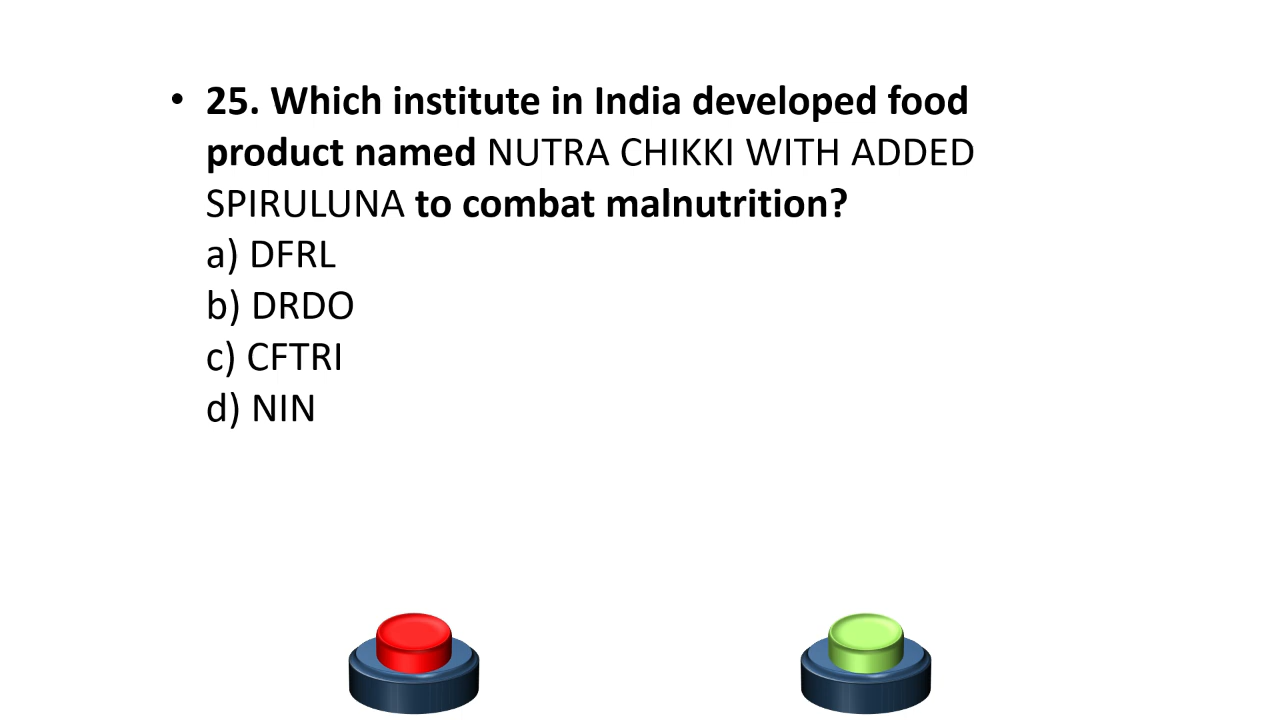 • 25. Which institute in India developed food
product named NUTRA CHIKKI WITH ADDED
SPIRULUNA to combat malnutrition?
a) DFRL
b) DRDO
c) CFTRI
d) NIN